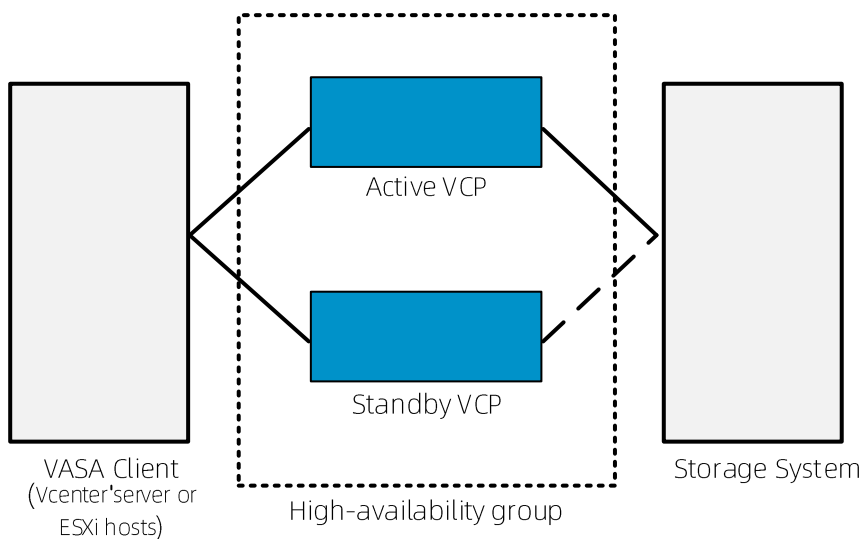 Active VCP
Standby VCP
VASA Client
(Vcenter'server or
ESXi hosts)
High-availability group
Storage System